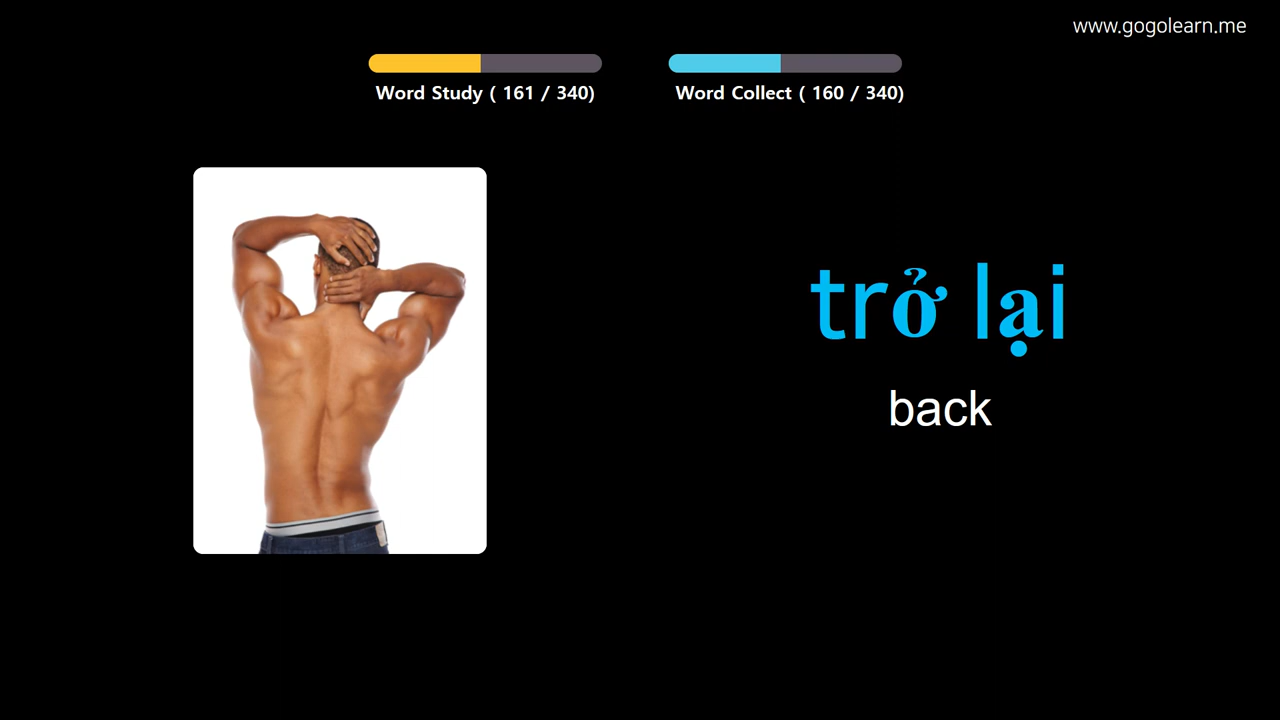 www.gogolearn.me
Word Study ( 161 / 340)
Word Collect ( 160 / 340)
trở lại
back